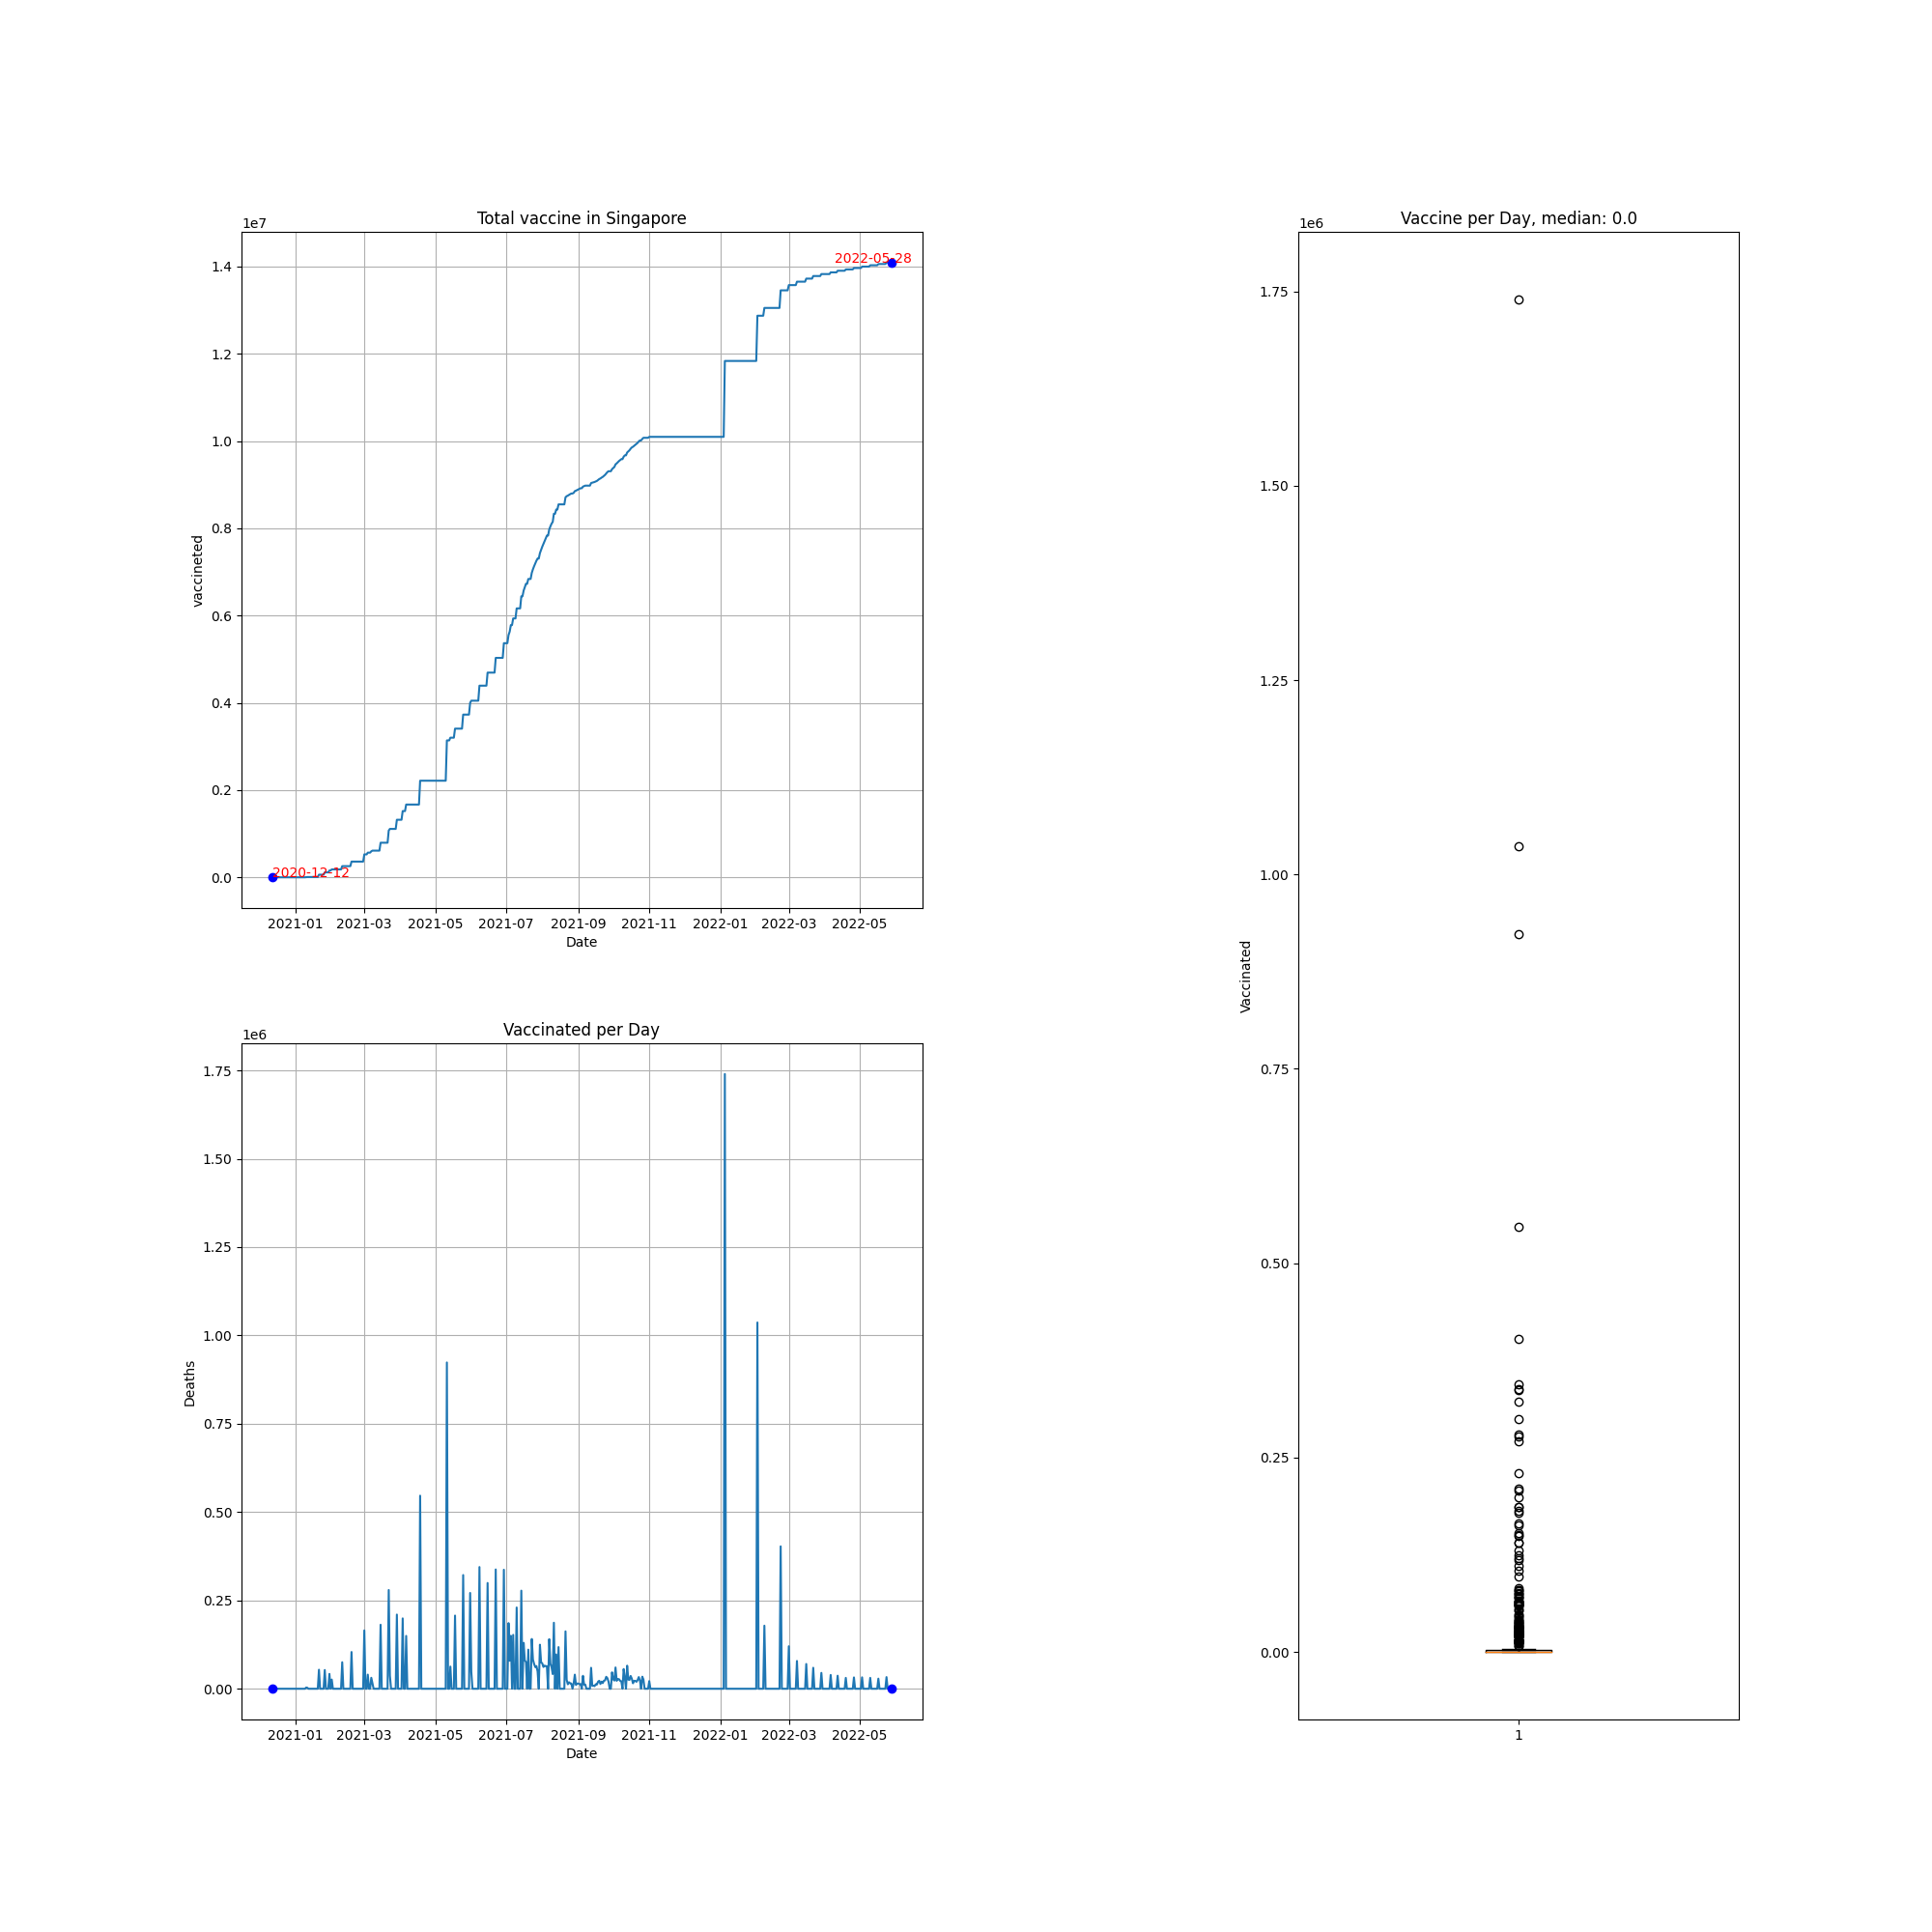 Total vaccine in Singapore
1e7
1.4
1.2
1.0
0.8
0.6
0.4
0.2
0.0
vaccineted
2022-05-28
2020-12-12
2021-01 2021-03 2021-05 2021-07 2021-09 2021-11 2022-01 2022-03 2022-05
Date
Vaccinated per Day
1e6
1.75
1.50
1.25
1.00
0.75
0.50
0.25
0.00
Deaths
2021-01 2021-03 2021-05 2021-07 2021-09 2021-11 2022-01 2022-03 2022-05
Date
Vaccine per Day, median: 0.0
1e6
1.75
1.50
1.25
1.00
0.75
0.50
0.25
0.00
Vaccinated
1